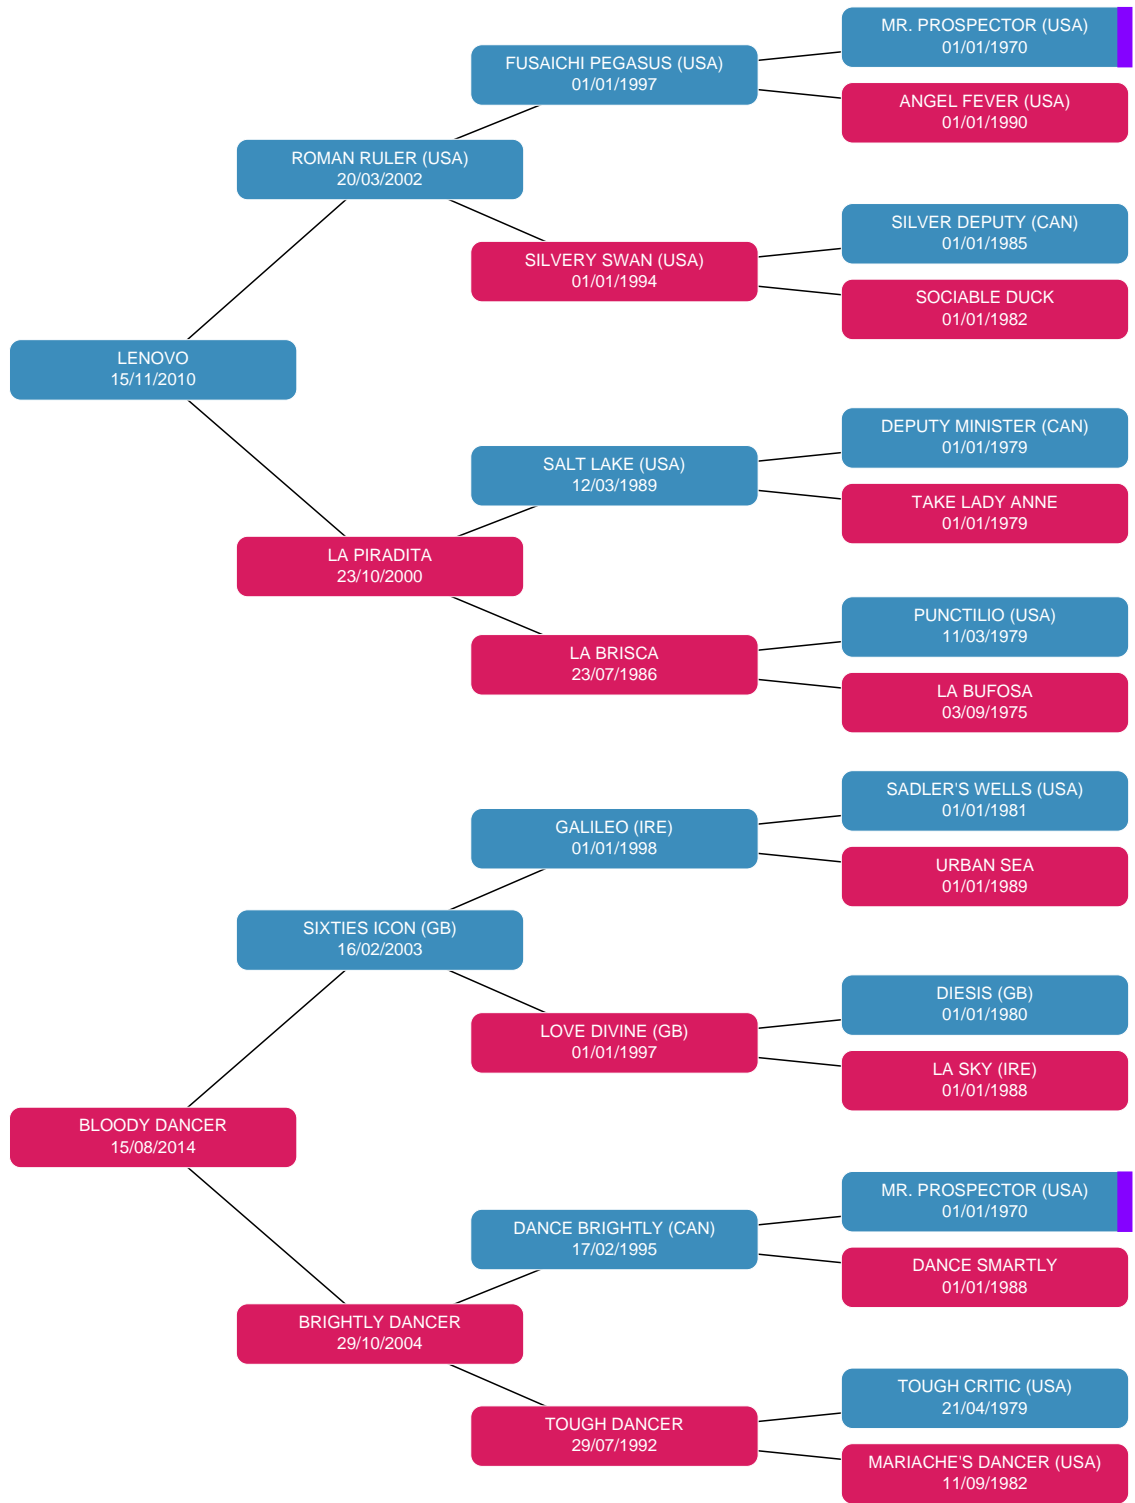 MR. PROSPECTOR (USA)
01/01/1970
FUSAICHI PEGASUS (USA)
01/01/1997
ANGEL FEVER (USA)
01/01/1990
ROMAN RULER (USA)
20/03/2002
SILVER DEPUTY (CAN)
01/01/1985
SILVERY SWAN (USA)
01/01/1994
SOCIABLE DUCK
01/01/1982
LENOVO
15/11/2010
DEPUTY MINISTER (CAN)
01/01/1979
SALT LAKE (USA)
12/03/1989
TAKE LADY ANNE
01/01/1979
LA PIRADITA
23/10/2000
PUNCTILIO (USA)
11/03/1979
LA BRISCA
23/07/1986
LA BUFOSA
03/09/1975
SADLER'S WELLS (USA)
01/01/1981
GALILEO (IRE)
01/01/1998
URBAN SEA
01/01/1989
SIXTIES ICON (GB)
16/02/2003
DIESIS (GB)
01/01/1980
LOVE DIVINE (GB)
01/01/1997
LA SKY (IRE)
01/01/1988
BLOODY DANCER
15/08/2014
MR. PROSPECTOR (USA)
01/01/1970
DANCE BRIGHTLY (CAN)
17/02/1995
DANCE SMARTLY
01/01/1988
BRIGHTLY DANCER
29/10/2004
TOUGH CRITIC (USA)
21/04/1979
TOUGH DANCER
29/07/1992
MARIACHE'S DANCER (USA)
11/09/1982